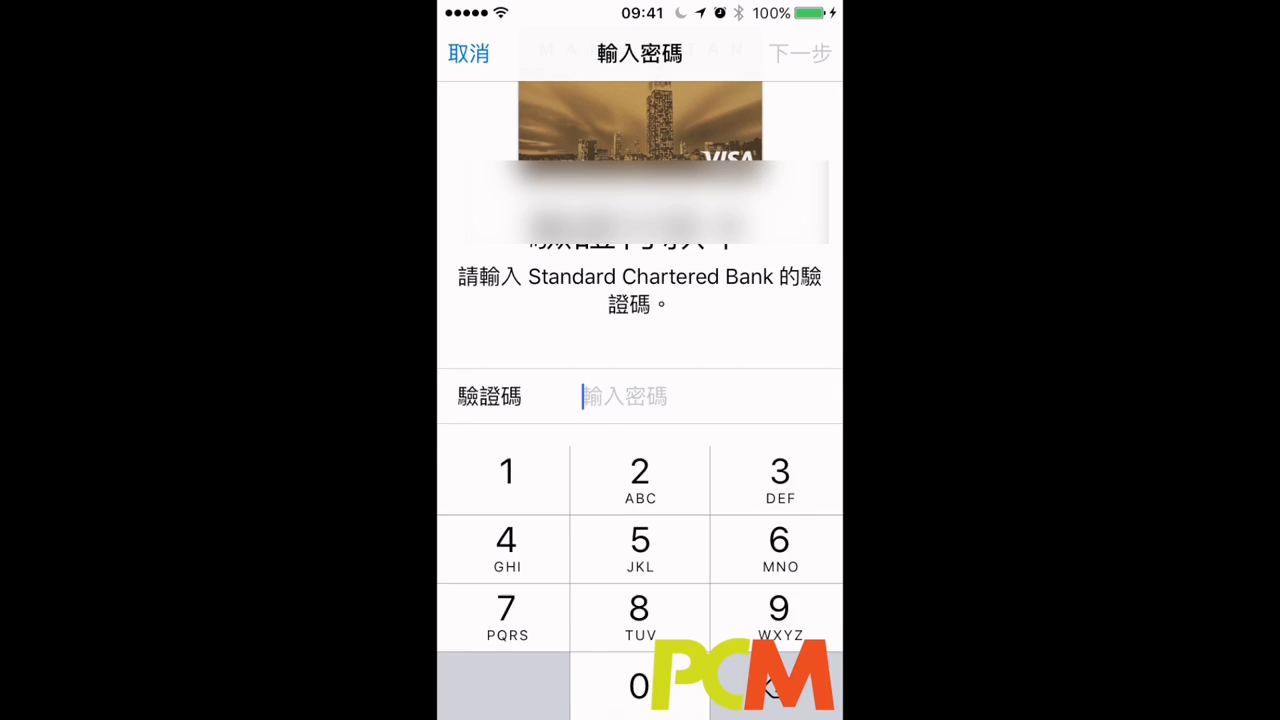 09:41
100%
取消
輸入密碼
下一步
VISA
請輸入 Standard Chartered Bank 的驗
證碼。
驗證碼
輸入密碼
1
2
3
ABC
DEF
4
5
6
GHI
JKL
MNO
7
8
9
PQRS
TUV
WXYZ
0
PCM